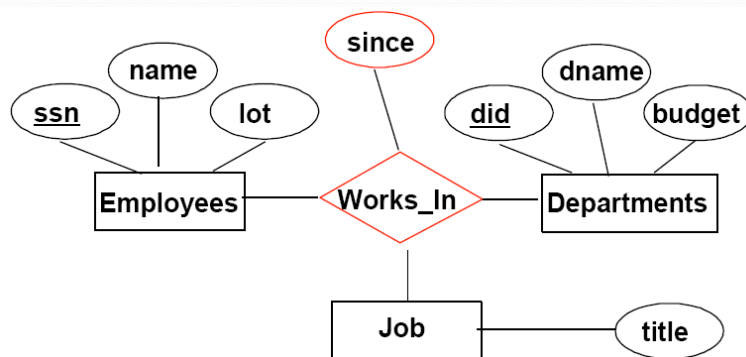 since
name
dname
ssn
lot
did
budget
Employees
Works_In
Departments
Job
title